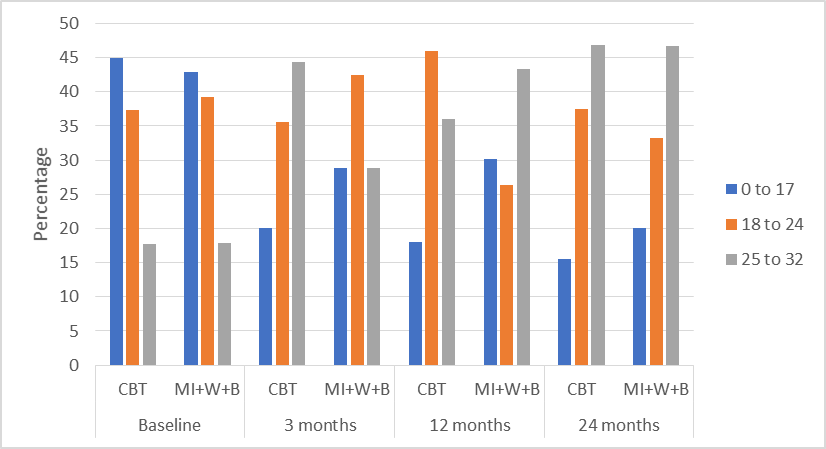 50
45
40
35
30
25
20
15
10
5
0
Percentage
CBT MI+W+B CBT MI+W+B CBT MI+W+B CBT MI+W+B
Baseline 3 months 12 months 24 months
0 to 17
18 to 24
25 to 32